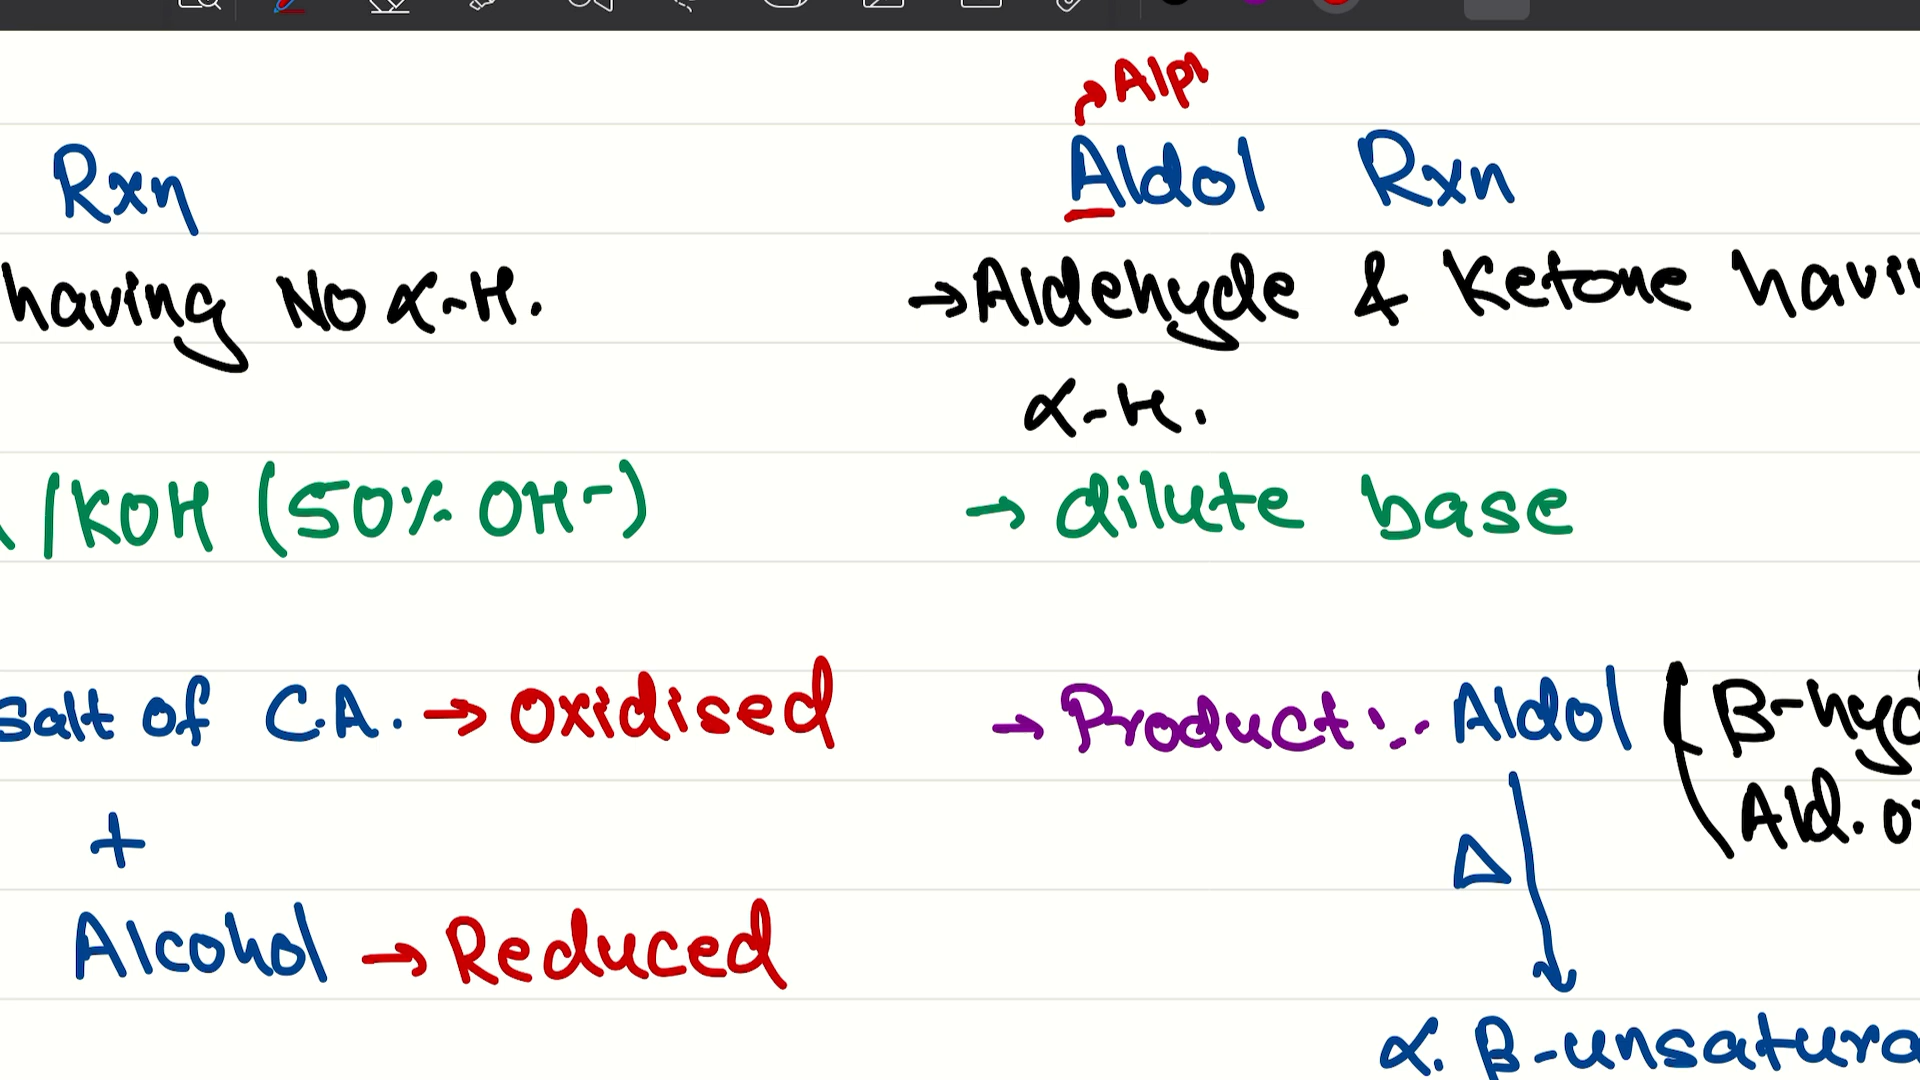 Alp
Rxn
Aldol Rxn
having No α-H.
→ Aldehyde & Ketone havin
α-H.
/KOH (50% OH-)
→ dilute base
salt of C.A. → Oxidised
→ Product:- Aldol (β-hyd
Ald. o
+
Δ
Alcohol → Reduced
α. β-unsatura